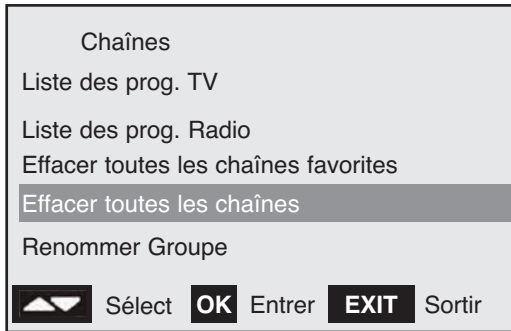 Chaînes
Liste des prog. TV
Liste des prog. Radio
Effacer toutes les chaînes favorites
Effacer toutes les chaînes
Renommer Groupe
Sélect OK Entrer EXIT Sortir